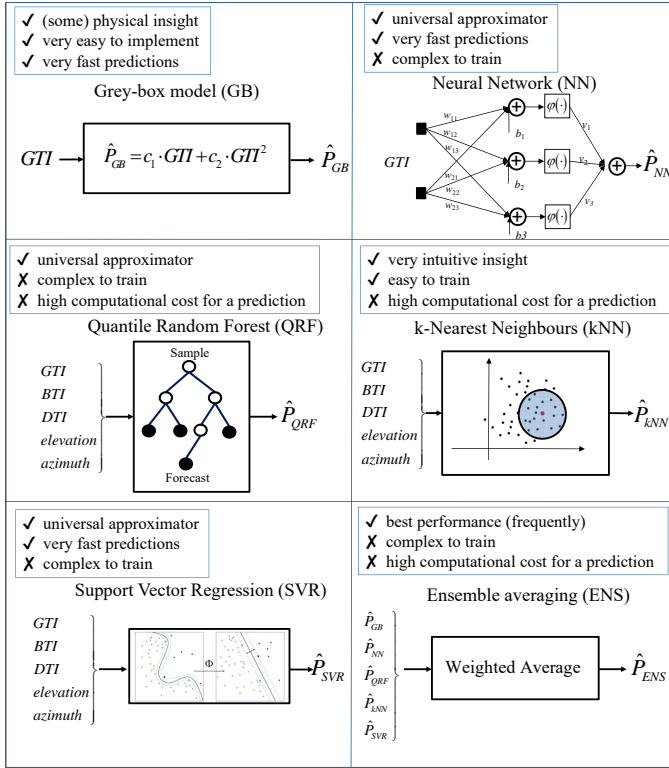 ✓ (some) physical insight
✓ very easy to implement
✓ very fast predictions
Grey-box model (GB)
GTI
P̂_GB = c₁·GTI + c₂·GTI²
P̂_GB
✓ universal approximator
✓ very fast predictions
✗ complex to train
Neural Network (NN)
GTI
w₁₁
w₁₂
w₁₃
w₂₁
w₂₂
w₂₃
b₁
b₂
b3
φ(·)
φ(·)
φ(·)
v₁
v₂
v₃
P̂_NN
✓ universal approximator
✗ complex to train
✗ high computational cost for a prediction
Quantile Random Forest (QRF)
GTI
BTI
DTI
elevation
azimuth
Sample
Forecast
P̂_QRF
✓ very intuitive insight
✓ easy to train
✗ high computational cost for a prediction
k-Nearest Neighbours (kNN)
GTI
BTI
DTI
elevation
azimuth
P̂_kNN
✓ universal approximator
✓ very fast predictions
✗ complex to train
Support Vector Regression (SVR)
GTI
BTI
DTI
elevation
azimuth
Φ
P̂_SVR
✓ best performance (frequently)
✗ complex to train
✗ high computational cost for a prediction
Ensemble averaging (ENS)
P̂_GB
P̂_NN
P̂_QRF
P̂_kNN
P̂_SVR
Weighted Average
P̂_ENS